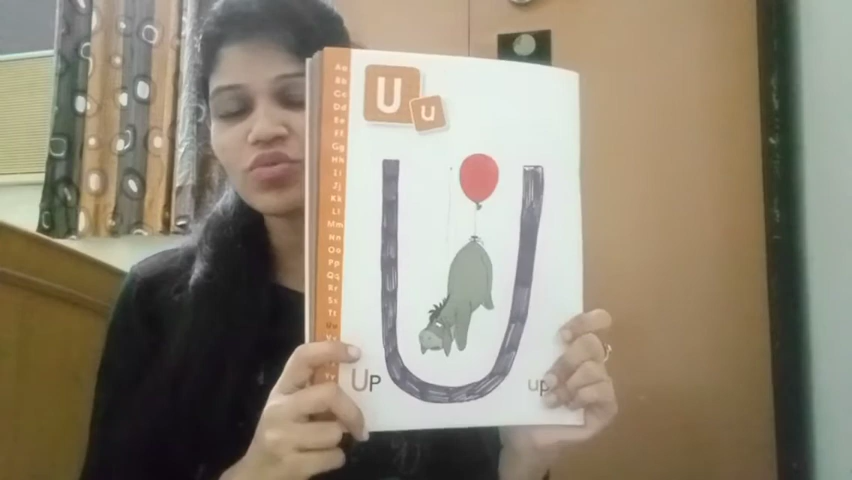 U u
Aa
Bb
Cc
Dd
Ee
Ff
Gg
Hh
Ii
Jj
Kk
Ll
Mm
Nn
Oo
Pp
Qq
Rr
Ss
Tt
Uu
U
Up up